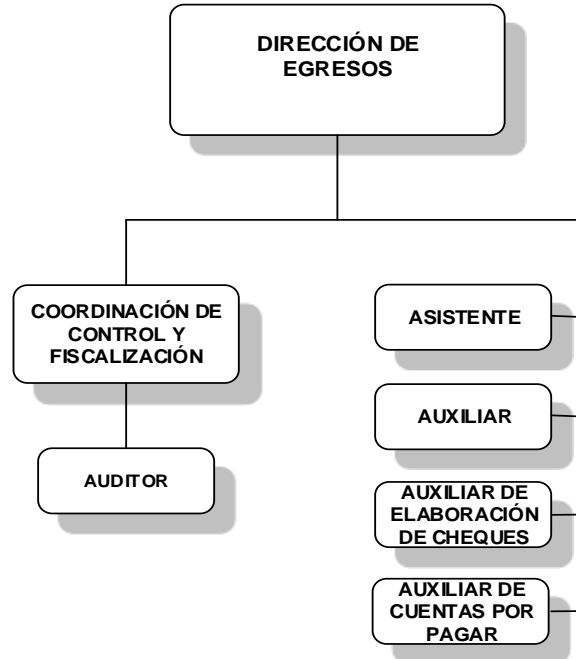 DIRECCIÓN DE
EGRESOS
COORDINACIÓN DE
CONTROL Y
FISCALIZACIÓN
AUDITOR
ASISTENTE
AUXILIAR
AUXILIAR DE
ELABORACIÓN
DE CHEQUES
AUXILIAR DE
CUENTAS POR
PAGAR